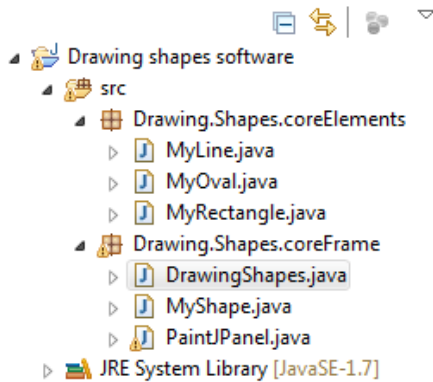 Drawing shapes software
src
Drawing.Shapes.coreElements
MyLine.java
MyOval.java
MyRectangle.java
Drawing.Shapes.coreFrame
DrawingShapes.java
MyShape.java
PaintJPanel.java
JRE System Library [JavaSE-1.7]